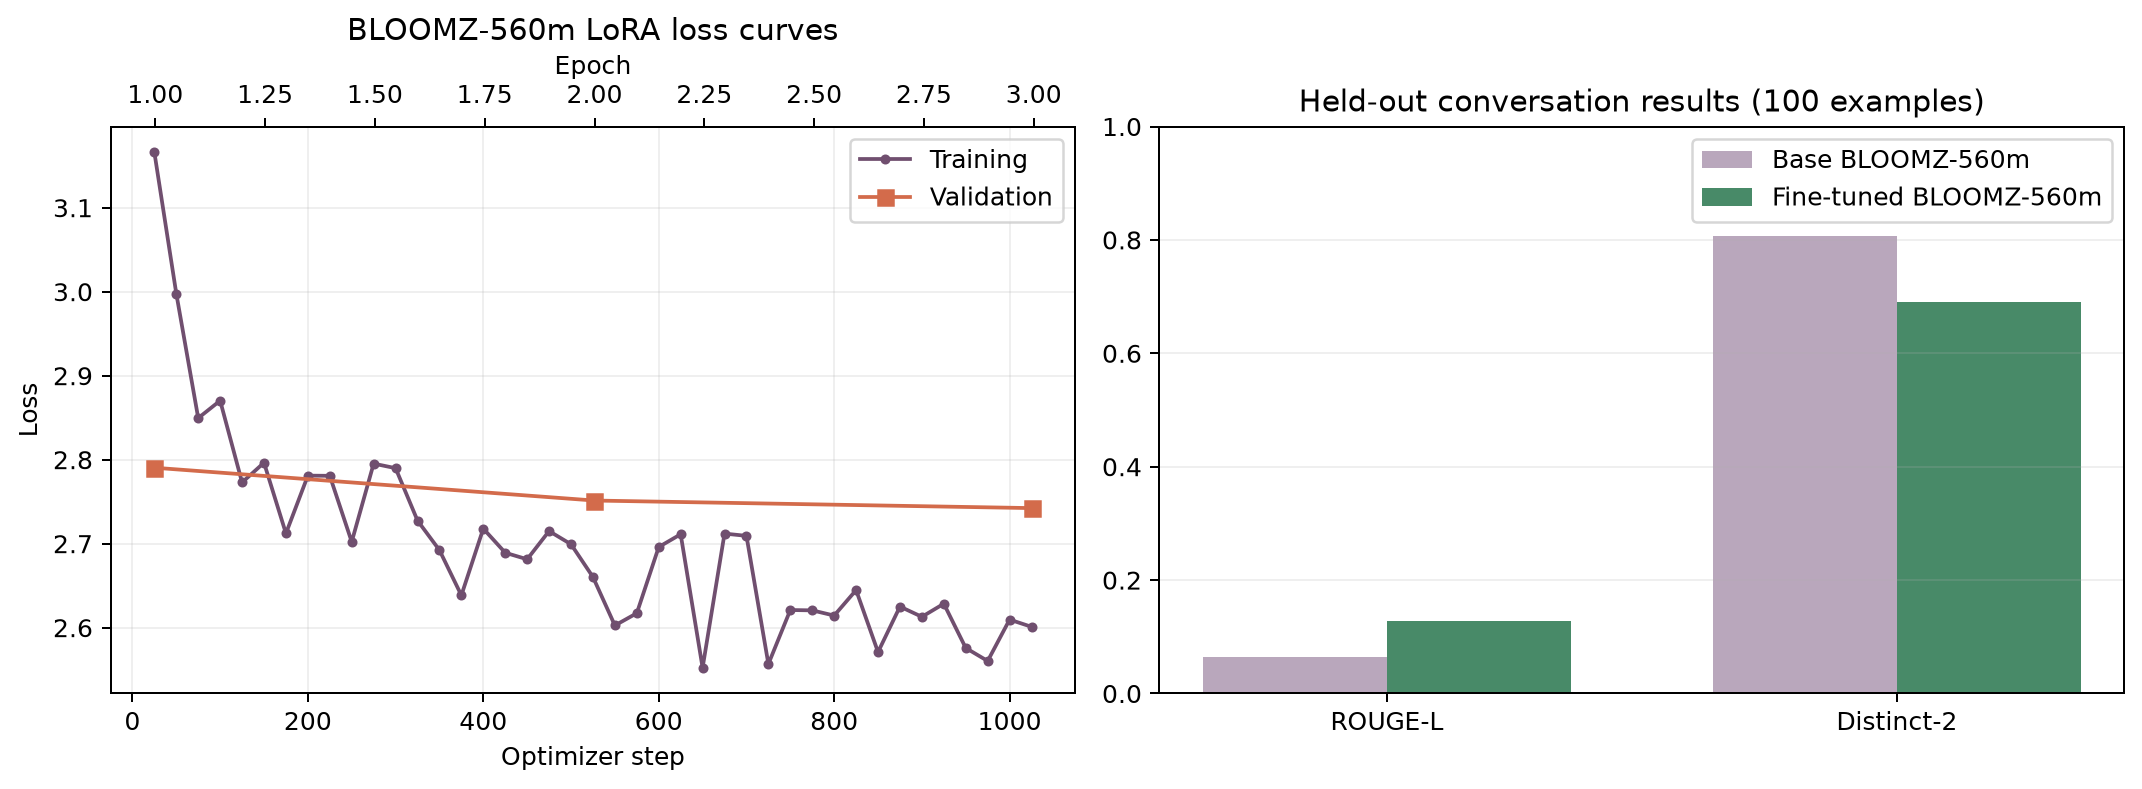 BLOOMZ-560m LoRA loss curves
Epoch
1.00 1.25 1.50 1.75 2.00 2.25 2.50 2.75 3.00
Training
Validation
3.1
3.0
2.9
2.8
2.7
2.6
Loss
0 200 400 600 800 1000
Optimizer step
Held-out conversation results (100 examples)
Base BLOOMZ-560m
Fine-tuned BLOOMZ-560m
1.0
0.8
0.6
0.4
0.2
0.0
ROUGE-L Distinct-2